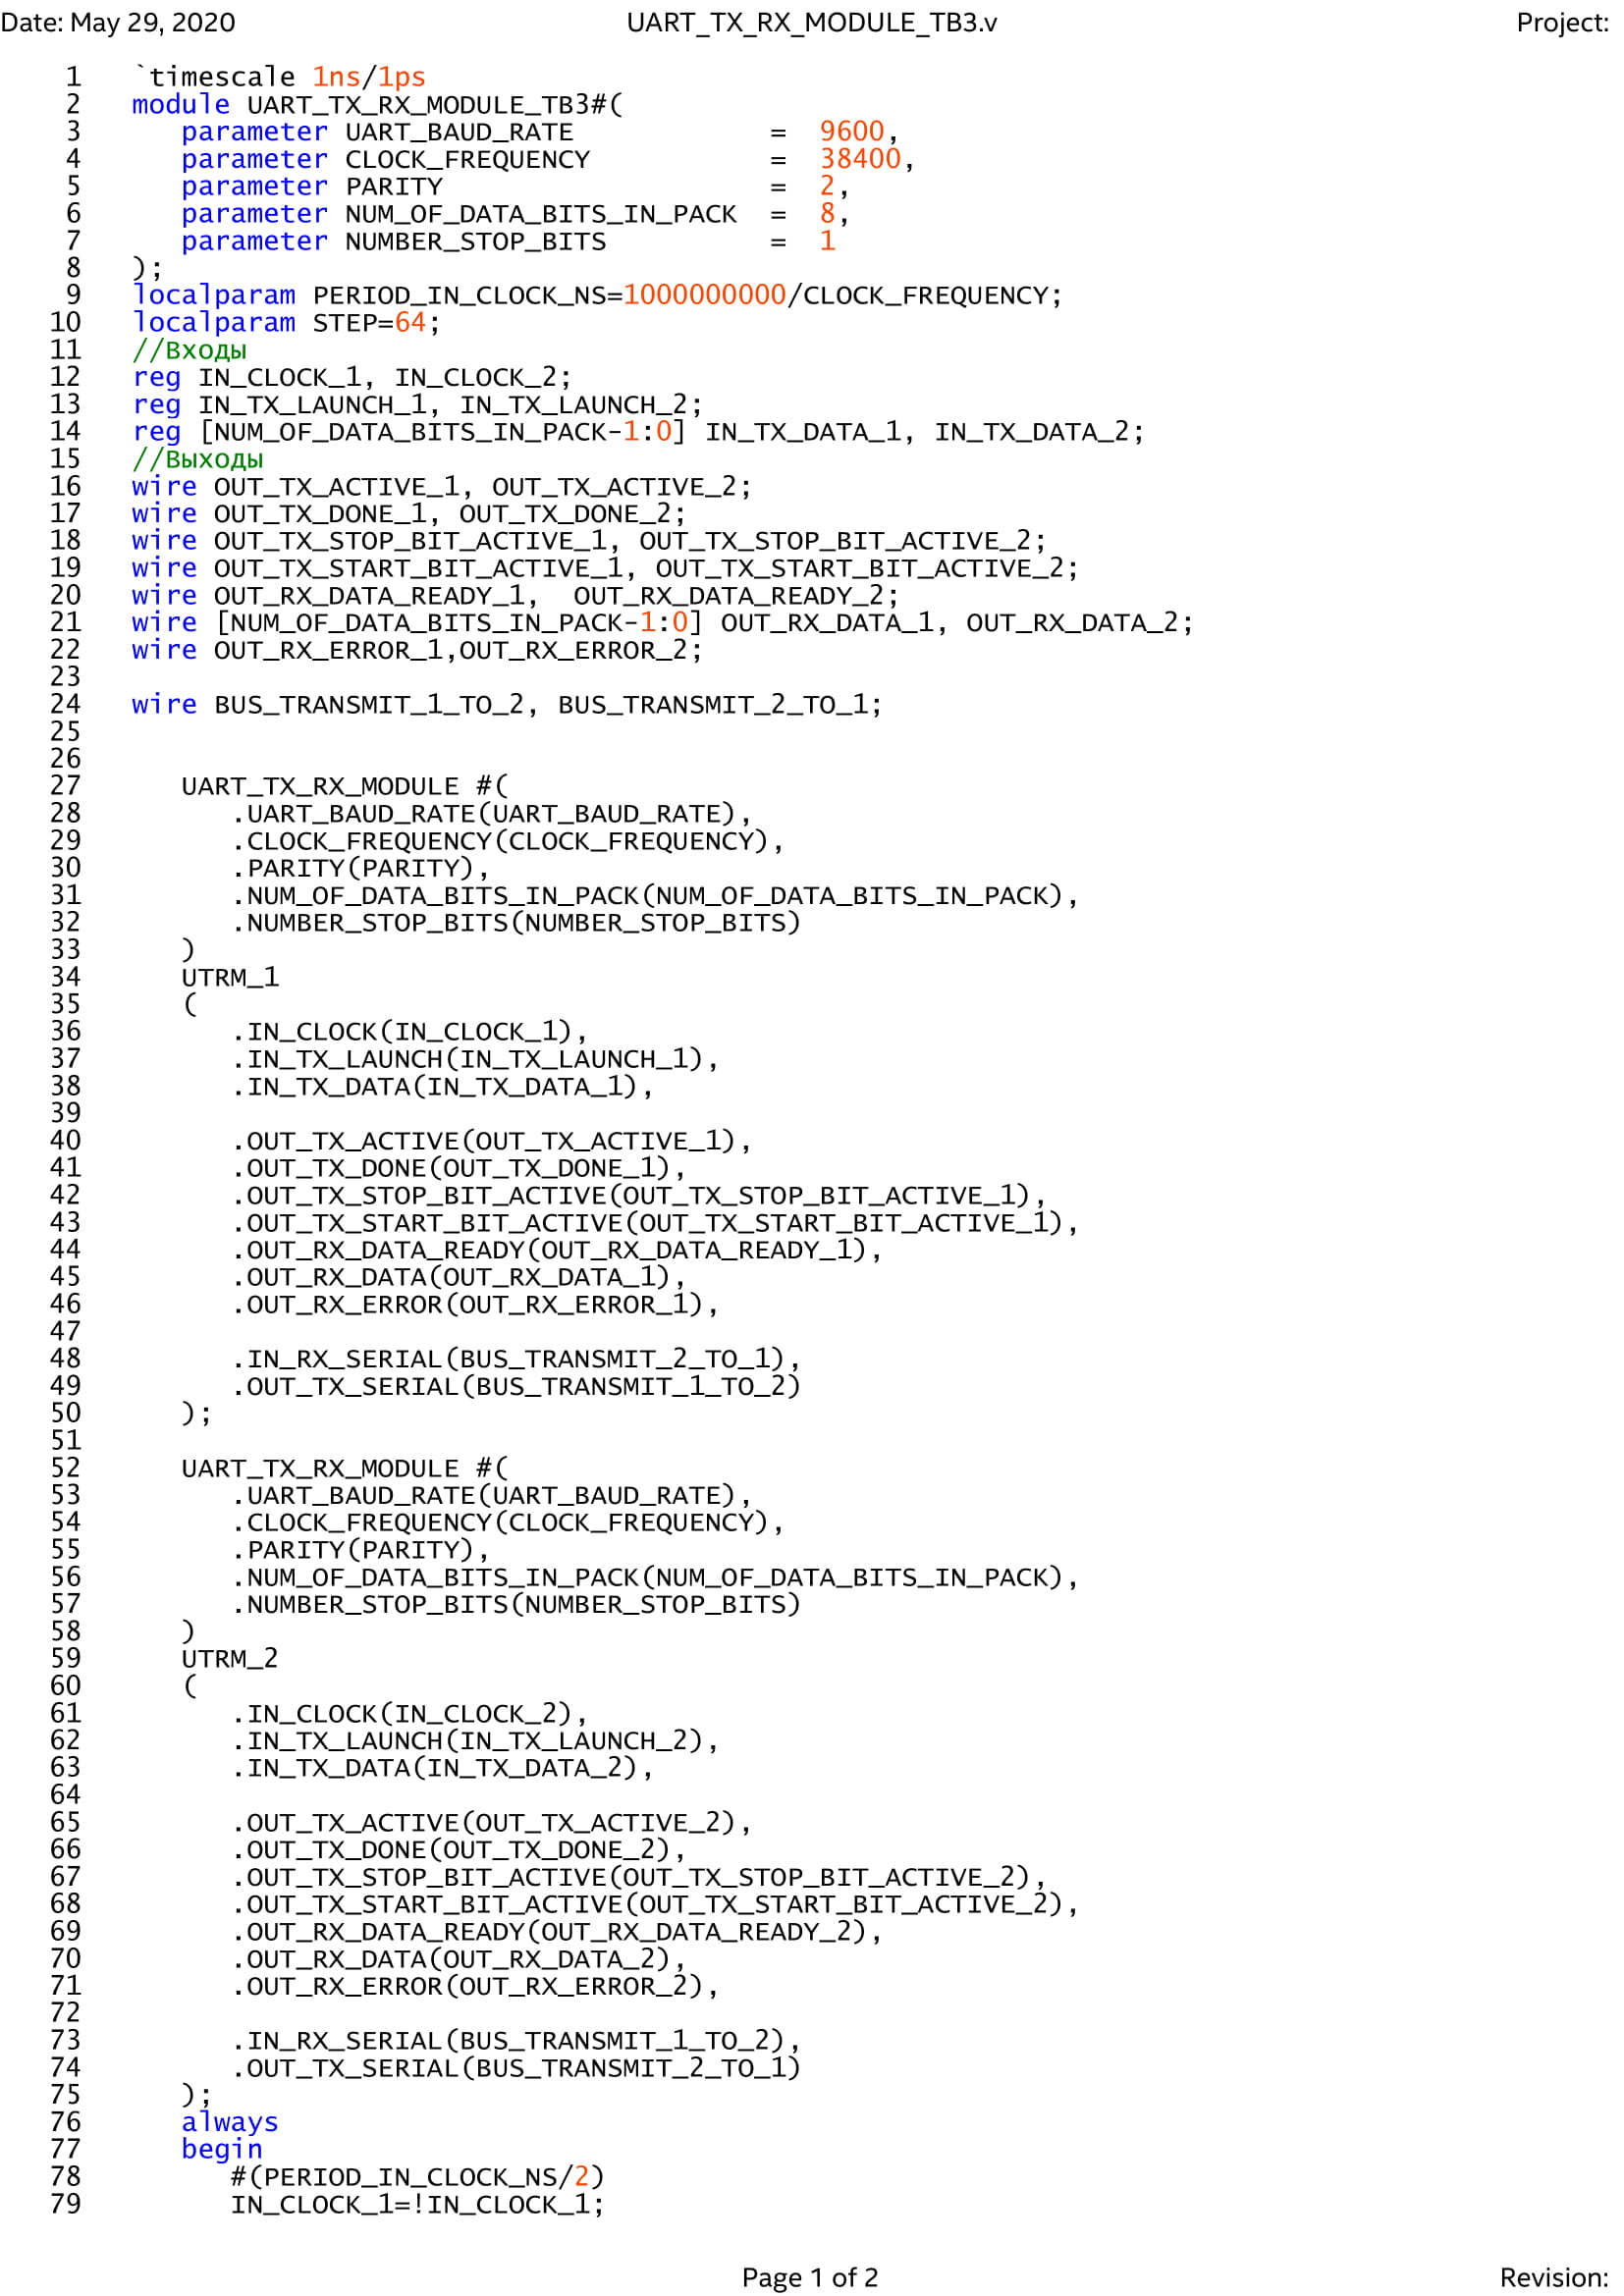 Date: May 29, 2020 UART_TX_RX_MODULE_TB3.v Project:
1 `timescale 1ns/1ps
2 module UART_TX_RX_MODULE_TB3#(
3 parameter UART_BAUD_RATE = 9600,
4 parameter CLOCK_FREQUENCY = 38400,
5 parameter PARITY = 2,
6 parameter NUM_OF_DATA_BITS_IN_PACK = 8,
7 parameter NUMBER_STOP_BITS = 1
8 );
9 localparam PERIOD_IN_CLOCK_NS=1000000000/CLOCK_FREQUENCY;
10 localparam STEP=64;
11 //Входы
12 reg IN_CLOCK_1, IN_CLOCK_2;
13 reg IN_TX_LAUNCH_1, IN_TX_LAUNCH_2;
14 reg [NUM_OF_DATA_BITS_IN_PACK-1:0] IN_TX_DATA_1, IN_TX_DATA_2;
15 //Выходы
16 wire OUT_TX_ACTIVE_1, OUT_TX_ACTIVE_2;
17 wire OUT_TX_DONE_1, OUT_TX_DONE_2;
18 wire OUT_TX_STOP_BIT_ACTIVE_1, OUT_TX_STOP_BIT_ACTIVE_2;
19 wire OUT_TX_START_BIT_ACTIVE_1, OUT_TX_START_BIT_ACTIVE_2;
20 wire OUT_RX_DATA_READY_1, OUT_RX_DATA_READY_2;
21 wire [NUM_OF_DATA_BITS_IN_PACK-1:0] OUT_RX_DATA_1, OUT_RX_DATA_2;
22 wire OUT_RX_ERROR_1,OUT_RX_ERROR_2;
23
24 wire BUS_TRANSMIT_1_TO_2, BUS_TRANSMIT_2_TO_1;
25
26
27 UART_TX_RX_MODULE #(
28 .UART_BAUD_RATE(UART_BAUD_RATE),
29 .CLOCK_FREQUENCY(CLOCK_FREQUENCY),
30 .PARITY(PARITY),
31 .NUM_OF_DATA_BITS_IN_PACK(NUM_OF_DATA_BITS_IN_PACK),
32 .NUMBER_STOP_BITS(NUMBER_STOP_BITS)
33 )
34 UTRM_1
35 (
36 .IN_CLOCK(IN_CLOCK_1),
37 .IN_TX_LAUNCH(IN_TX_LAUNCH_1),
38 .IN_TX_DATA(IN_TX_DATA_1),
39
40 .OUT_TX_ACTIVE(OUT_TX_ACTIVE_1),
41 .OUT_TX_DONE(OUT_TX_DONE_1),
42 .OUT_TX_STOP_BIT_ACTIVE(OUT_TX_STOP_BIT_ACTIVE_1),
43 .OUT_TX_START_BIT_ACTIVE(OUT_TX_START_BIT_ACTIVE_1),
44 .OUT_RX_DATA_READY(OUT_RX_DATA_READY_1),
45 .OUT_RX_DATA(OUT_RX_DATA_1),
46 .OUT_RX_ERROR(OUT_RX_ERROR_1),
47
48 .IN_RX_SERIAL(BUS_TRANSMIT_2_TO_1),
49 .OUT_TX_SERIAL(BUS_TRANSMIT_1_TO_2)
50 );
51
52 UART_TX_RX_MODULE #(
53 .UART_BAUD_RATE(UART_BAUD_RATE),
54 .CLOCK_FREQUENCY(CLOCK_FREQUENCY),
55 .PARITY(PARITY),
56 .NUM_OF_DATA_BITS_IN_PACK(NUM_OF_DATA_BITS_IN_PACK),
57 .NUMBER_STOP_BITS(NUMBER_STOP_BITS)
58 )
59 UTRM_2
60 (
61 .IN_CLOCK(IN_CLOCK_2),
62 .IN_TX_LAUNCH(IN_TX_LAUNCH_2),
63 .IN_TX_DATA(IN_TX_DATA_2),
64
65 .OUT_TX_ACTIVE(OUT_TX_ACTIVE_2),
66 .OUT_TX_DONE(OUT_TX_DONE_2),
67 .OUT_TX_STOP_BIT_ACTIVE(OUT_TX_STOP_BIT_ACTIVE_2),
68 .OUT_TX_START_BIT_ACTIVE(OUT_TX_START_BIT_ACTIVE_2),
69 .OUT_RX_DATA_READY(OUT_RX_DATA_READY_2),
70 .OUT_RX_DATA(OUT_RX_DATA_2),
71 .OUT_RX_ERROR(OUT_RX_ERROR_2),
72
73 .IN_RX_SERIAL(BUS_TRANSMIT_1_TO_2),
74 .OUT_TX_SERIAL(BUS_TRANSMIT_2_TO_1)
75 );
76 always
77 begin
78 #(PERIOD_IN_CLOCK_NS/2)
79 IN_CLOCK_1=!IN_CLOCK_1;
Page 1 of 2 Revision: